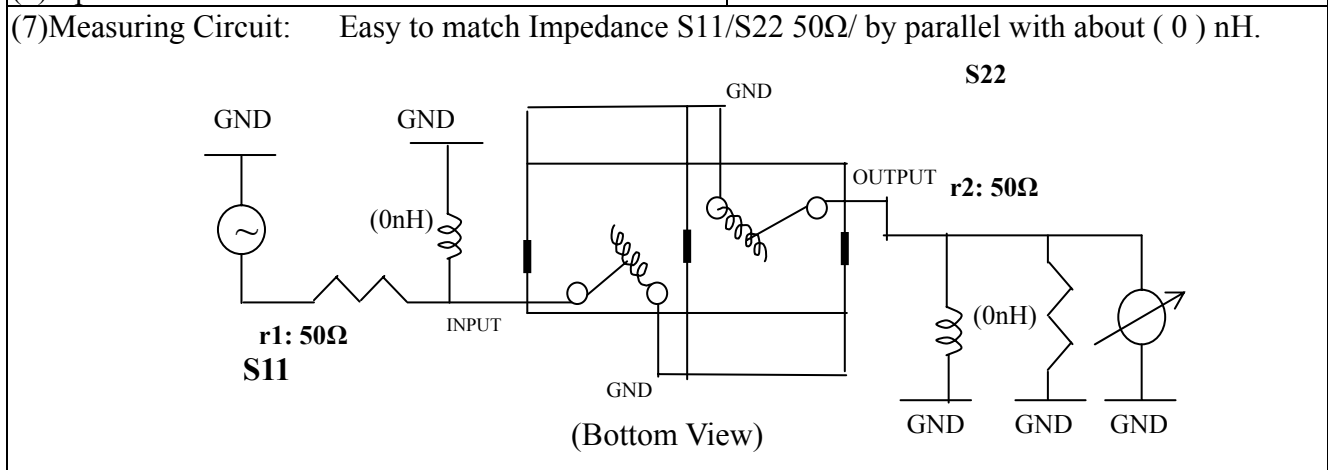 (7)Measuring Circuit: Easy to match Impedance S11/S22 50Ω/ by parallel with about ( 0 ) nH.
S22
GND
GND
GND
OUTPUT
r2: 50Ω
(0nH)
(0nH)
INPUT
r1: 50Ω
S11
GND
GND
GND
GND
(Bottom View)